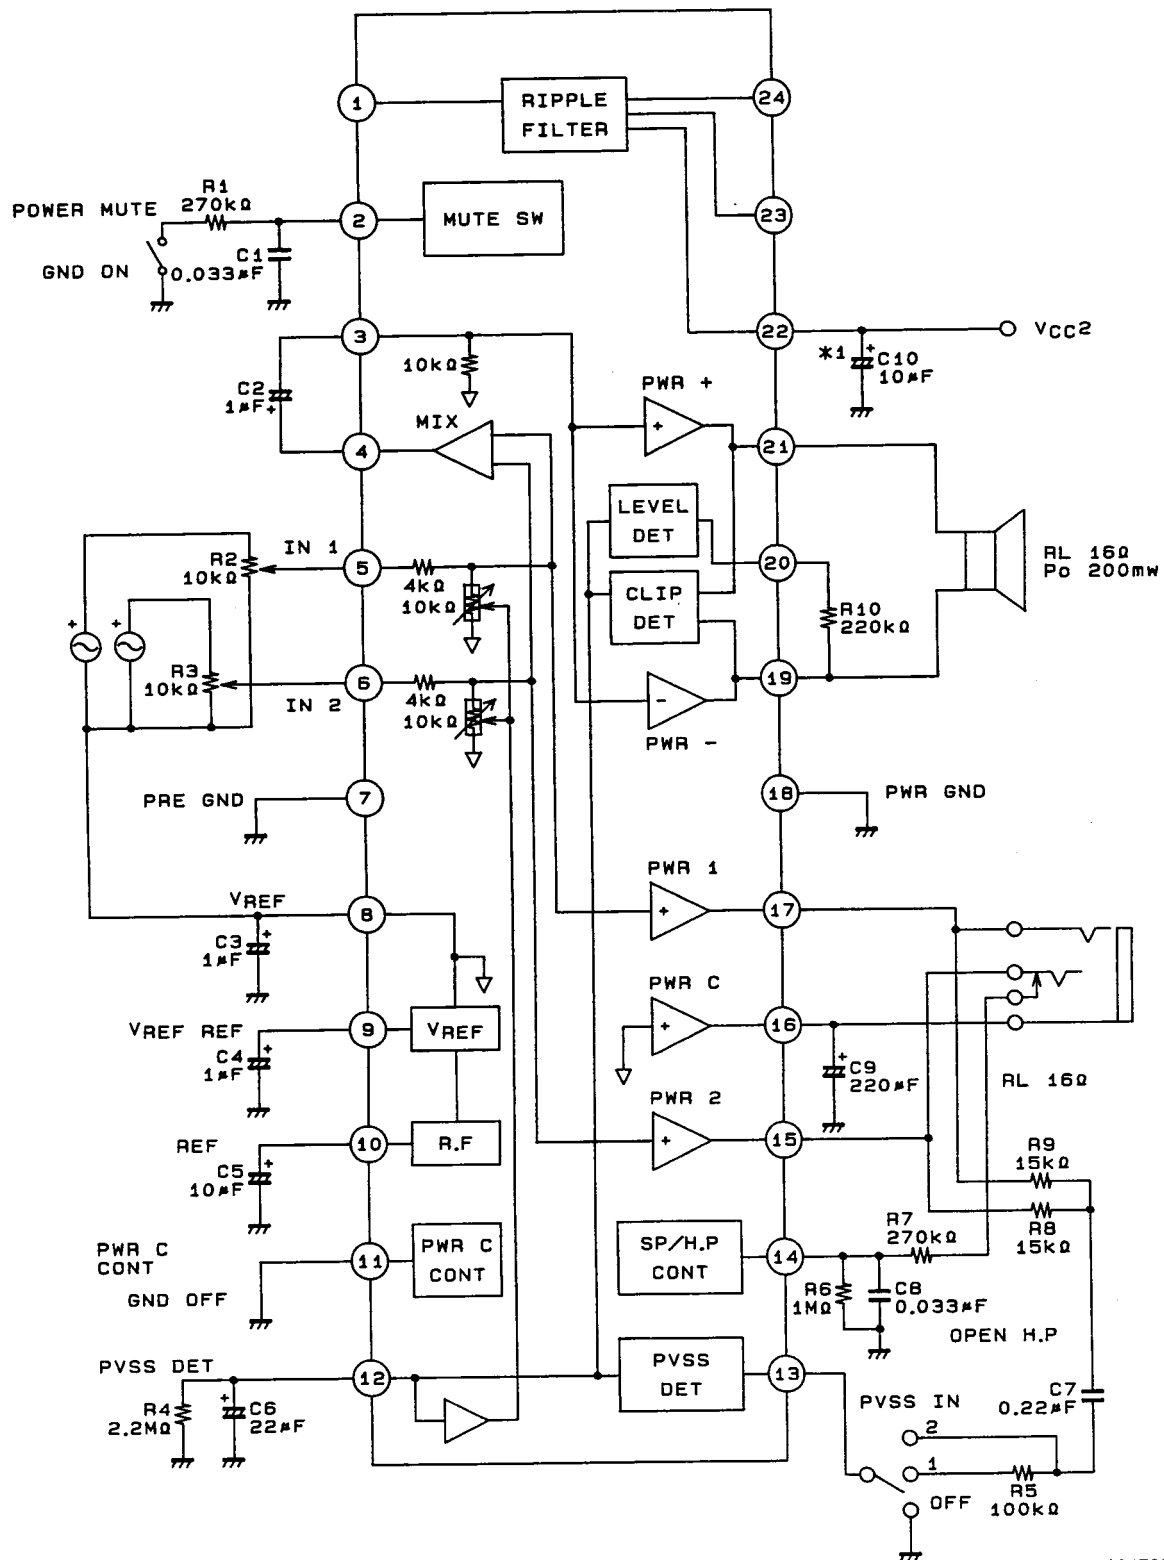 1
RIPPLE
FILTER
24
R1
270kΩ
POWER MUTE
2
MUTE SW
23
C1
0.033µF
GND ON
3
22
VCC2
10kΩ
*1
+
C10
10µF
C2
1µF
+
PWR +
MIX
+
4
21
LEVEL
DET
IN 1
R2
10kΩ
5
4kΩ
10kΩ
20
RL 16Ω
Po 200mW
CLIP
DET
R10
220kΩ
+
+
R3
10kΩ
6
IN 2
4kΩ
10kΩ
19
-
PWR -
PRE GND
7
18
PWR GND
PWR 1
VREF
8
+
17
C3
1µF
+
PWR C
VREF REF
9
VREF
+
16
C4
1µF
+
+
C9
220µF
RL 16Ω
PWR 2
REF
10
R.F
+
15
C5
10µF
+
R9
15kΩ
R8
15kΩ
R7
270kΩ
PWR C
CONT
11
PWR C
CONT
SP/H.P
CONT
14
GND OFF
R6
1MΩ
C8
0.033µF
OPEN H.P
PVSS DET
12
PVSS
DET
13
R4
2.2MΩ
+
C6
22µF
PVSS IN
C7
0.22µF
2
1
R5
100kΩ
OFF